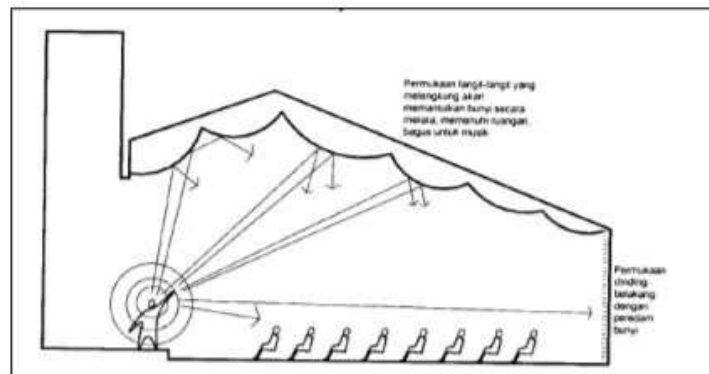 Permukaan langit-langit yang
melengkung akan
memantulkan bunyi secara
merata, memenuhi ruangan,
bagus untuk musik
Permukaan
dinding
belakang
dengan
peredam
bunyi